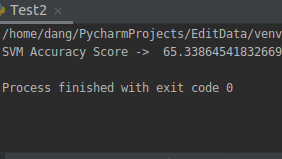 Test2 ×
/home/dang/PycharmProjects/EditData/venv
SVM Accuracy Score -> 65.33864541832669
Process finished with exit code 0